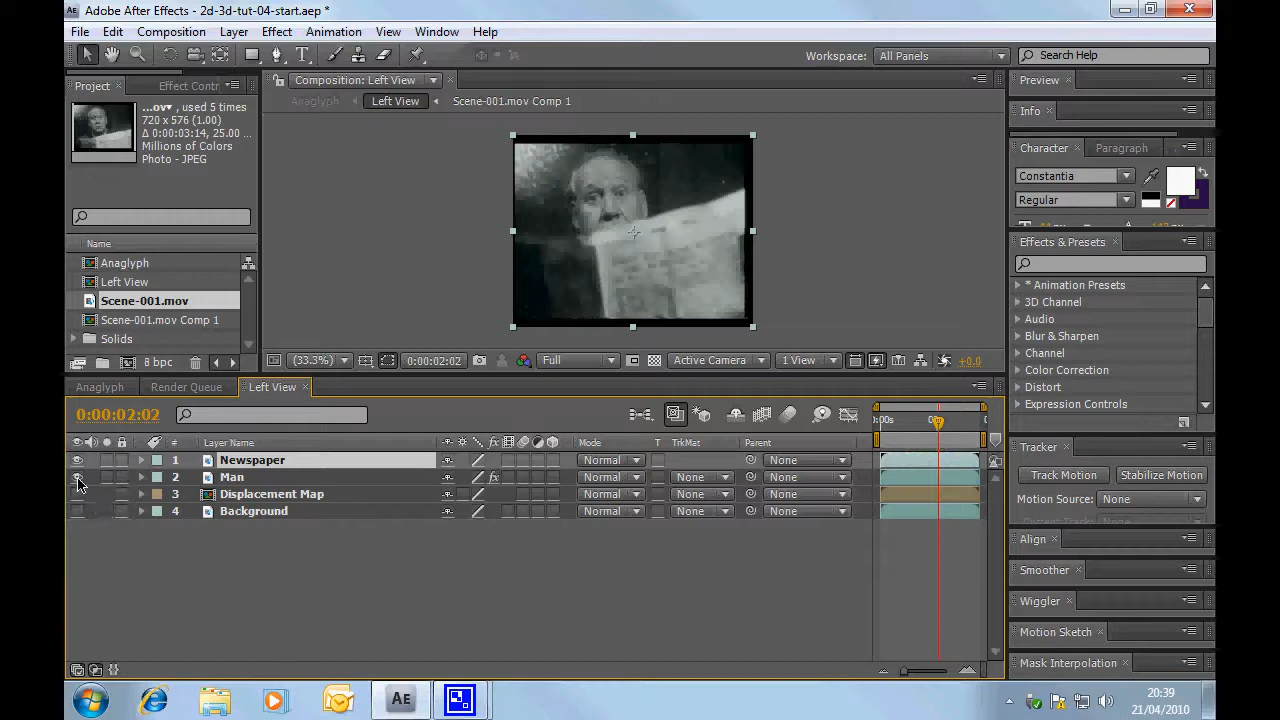 AE Adobe After Effects - 2d-3d-tut-04-start.aep *
File Edit Composition Layer Effect Animation View Window Help
Workspace: All Panels Search Help
Project × Effect Contr
Composition: Left View
Preview ×
...ov▾ , used 5 times
720 x 576 (1.00)
Δ 0:00:03:14, 25.00 ...
Millions of Colors
Photo - JPEG
Anaglyph Left View Scene-001.mov Comp 1
Info ×
Character × Paragraph
Constantia
Regular
Name
Anaglyph
Left View
Scene-001.mov
Scene-001.mov Comp 1
Solids
8 bpc
Effects & Presets ×
* Animation Presets
3D Channel
Audio
Blur & Sharpen
Channel
Color Correction
Distort
Expression Controls
(33.3%) 0:00:02:02 Full Active Camera 1 View +0.0
Anaglyph Render Queue Left View ×
0:00:02:02
# Layer Name Mode T TrkMat Parent
1 Newspaper Normal None
2 Man Normal None None
3 Displacement Map Normal None None
4 Background Normal None None
Tracker ×
Track Motion Stabilize Motion
Motion Source: None
Align ×
Smoother ×
Wiggler ×
Motion Sketch ×
Mask Interpolation ×
AE
20:39
21/04/2010